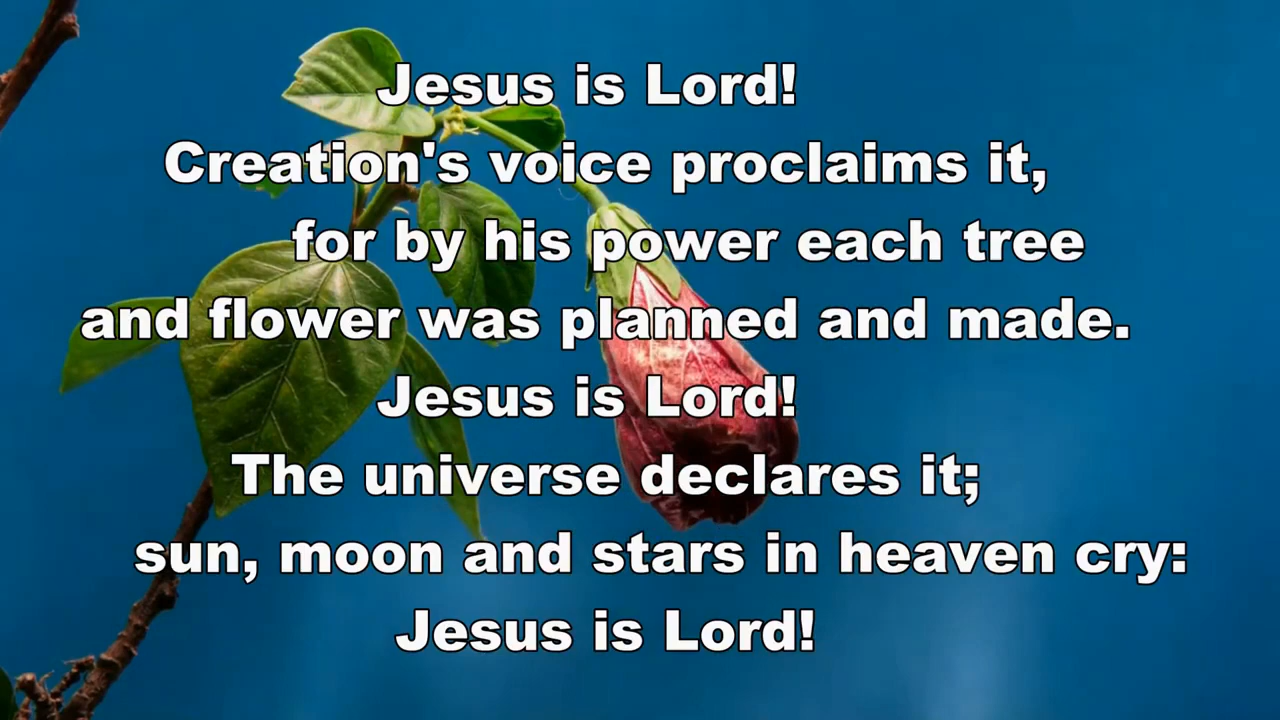 Jesus is Lord!
Creation's voice proclaims it,
for by his power each tree
and flower was planned and made.
Jesus is Lord!
The universe declares it;
sun, moon and stars in heaven cry:
Jesus is Lord!